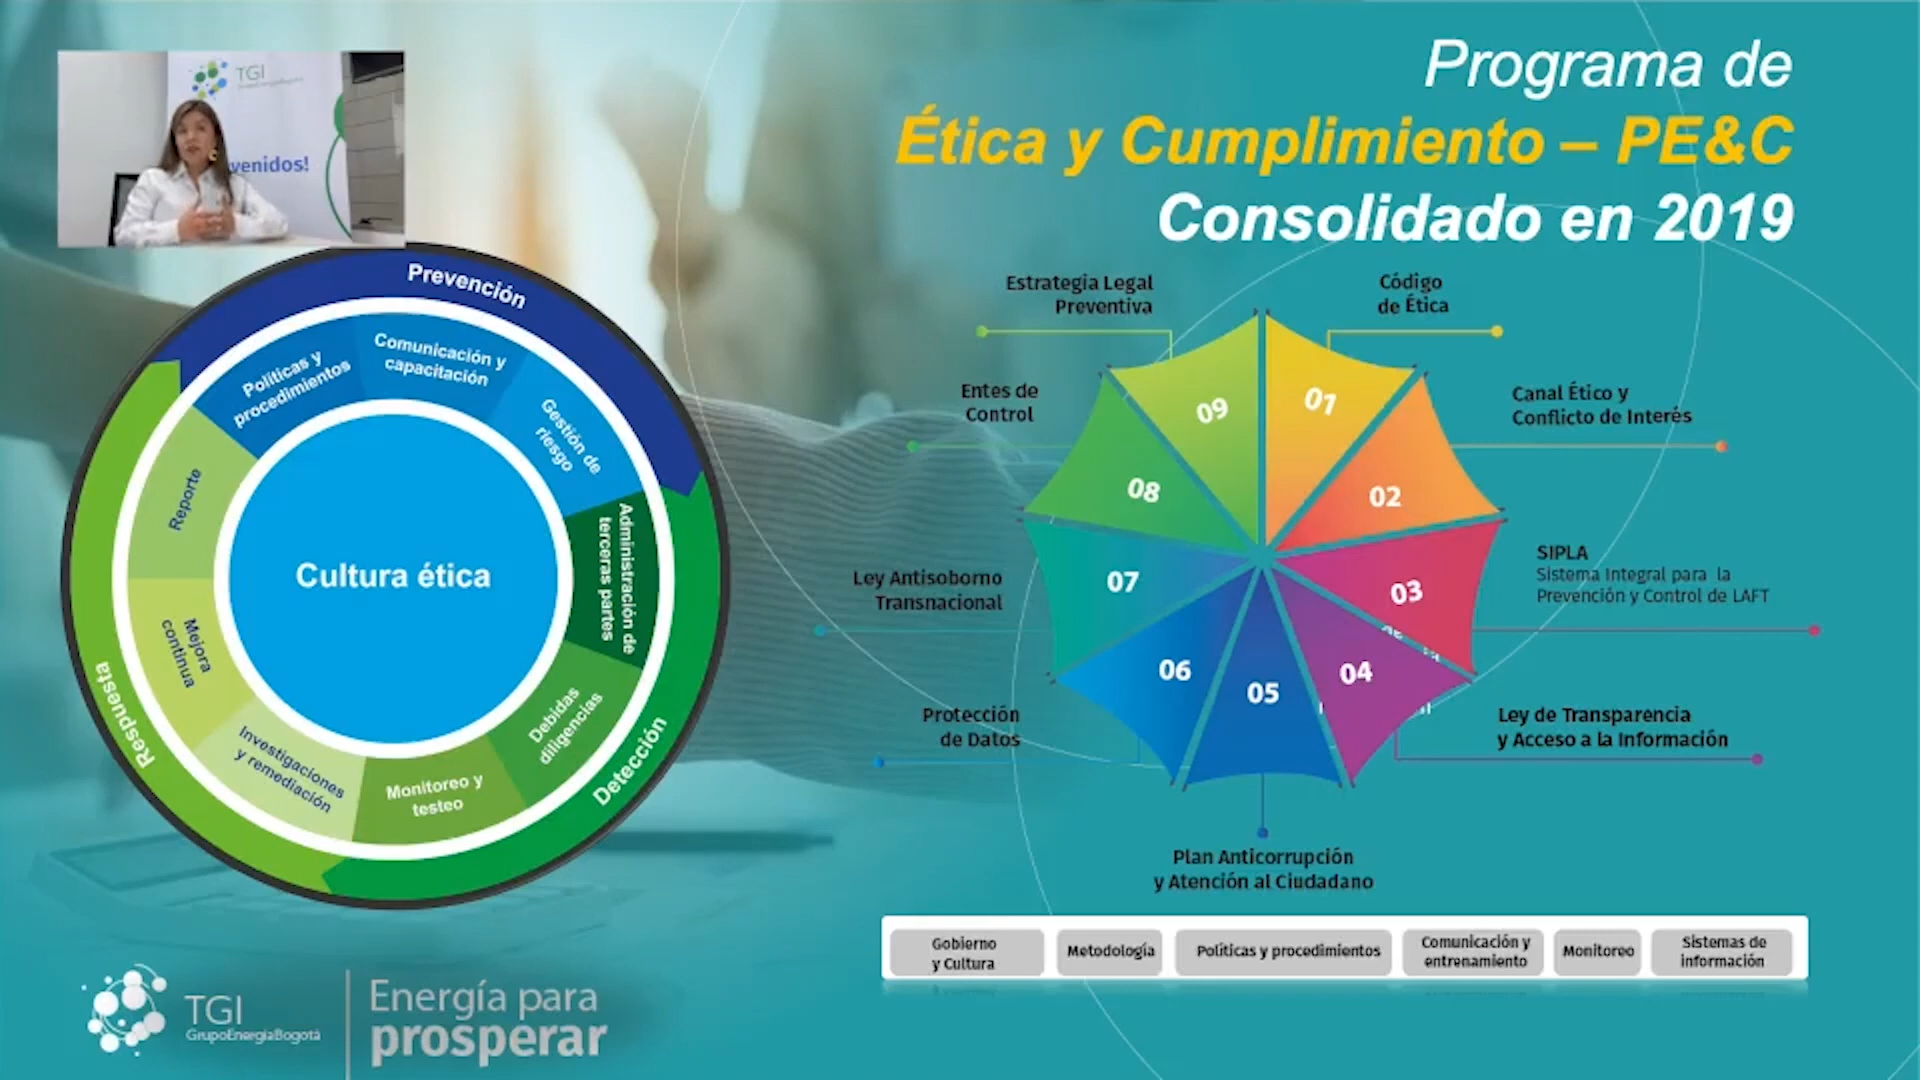 TGI
GrupoEnergíaBogotá
venidos!
Programa de
Ética y Cumplimiento – PE&C
Consolidado en 2019
Prevención
Políticas y
procedimientos
Comunicación y
capacitación
Gestión de
riesgo
Administración de
terceras partes
Debidas
diligencias
Detección
Monitoreo y
testeo
Investigaciones
y remediación
Respuesta
Mejora
continua
Reporte
Cultura ética
Estrategia Legal
Preventiva
Código
de Ética
Entes de
Control
Canal Ético y
Conflicto de Interés
09
01
08
02
07
03
06
05
04
Ley Antisoborno
Transnacional
SIPLA
Sistema Integral para la
Prevención y Control de LAFT
Protección
de Datos
Ley de Transparencia
y Acceso a la Información
Plan Anticorrupción
y Atención al Ciudadano
Gobierno
y Cultura
Metodología
Políticas y procedimientos
Comunicación y
entrenamiento
Monitoreo
Sistemas de
información
TGI
GrupoEnergíaBogotá
Energía para
prosperar